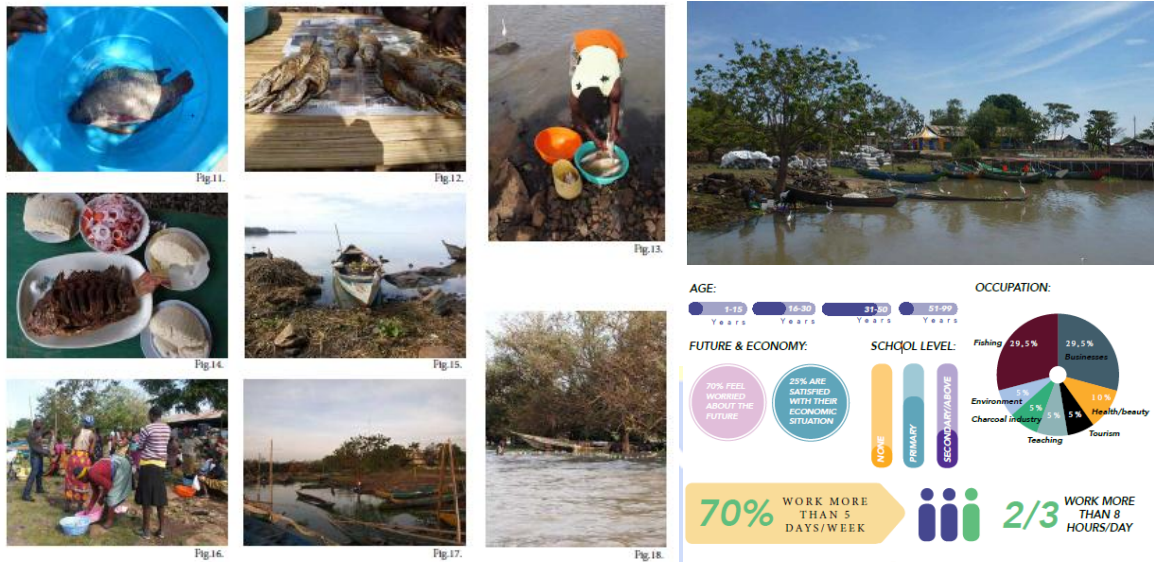 Fig.11.
Fig.12.
Fig.13.
Fig.14.
Fig.15.
Fig.16.
Fig.17.
Fig.18.
AGE:
1-15
Years
16-30
Years
31-50
Years
51-99
Years
FUTURE & ECONOMY:
70% FEEL
WORRIED
ABOUT THE
FUTURE
25% ARE
SATISFIED
WITH THEIR
ECONOMIC
SITUATION
SCHOOL LEVEL:
NONE
PRIMARY
SECONDARY/ABOVE
OCCUPATION:
Fishing
29,5%
29,5%
Businesses
10%
Health/beauty
5%
Tourism
5%
Teaching
5%
Charcoal industry
5%
Environment
70%
WORK MORE
THAN 5
DAYS/WEEK
2/3
WORK MORE
THAN 8
HOURS/DAY